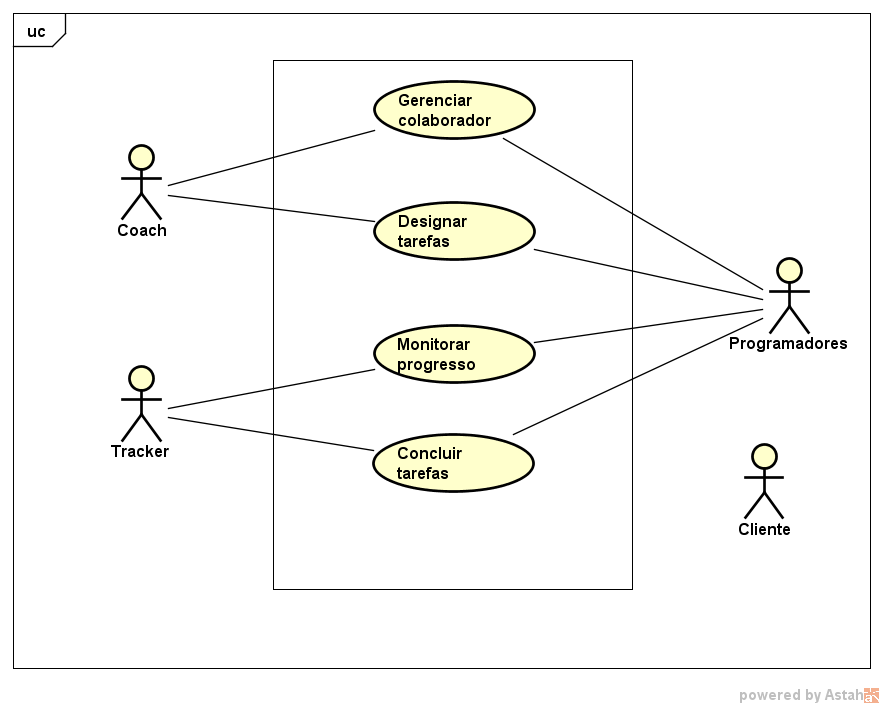 uc
Gerenciar
colaborador
Coach
Designar
tarefas
Programadores
Monitorar
progresso
Tracker
Concluir
tarefas
Cliente
powered by Astah